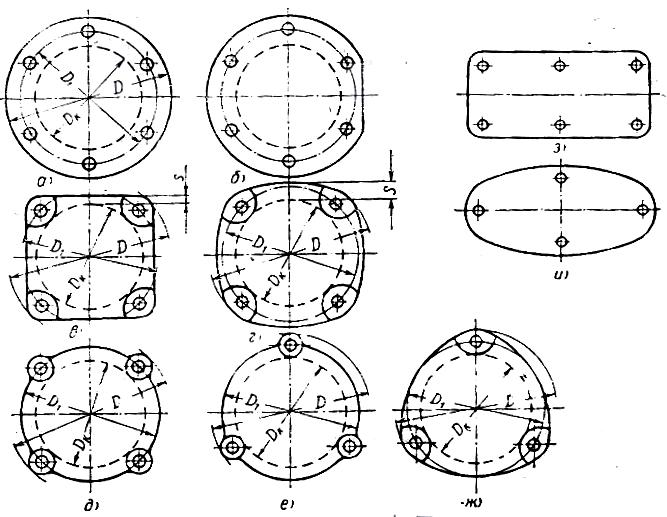 D₁ D
Dк
а) б) з)
S S
D₁ D D₁ D
Dк Dк
в) г) и)
D₁ D D₁ D D₁
Dк Dк Dк
д) е) ж)